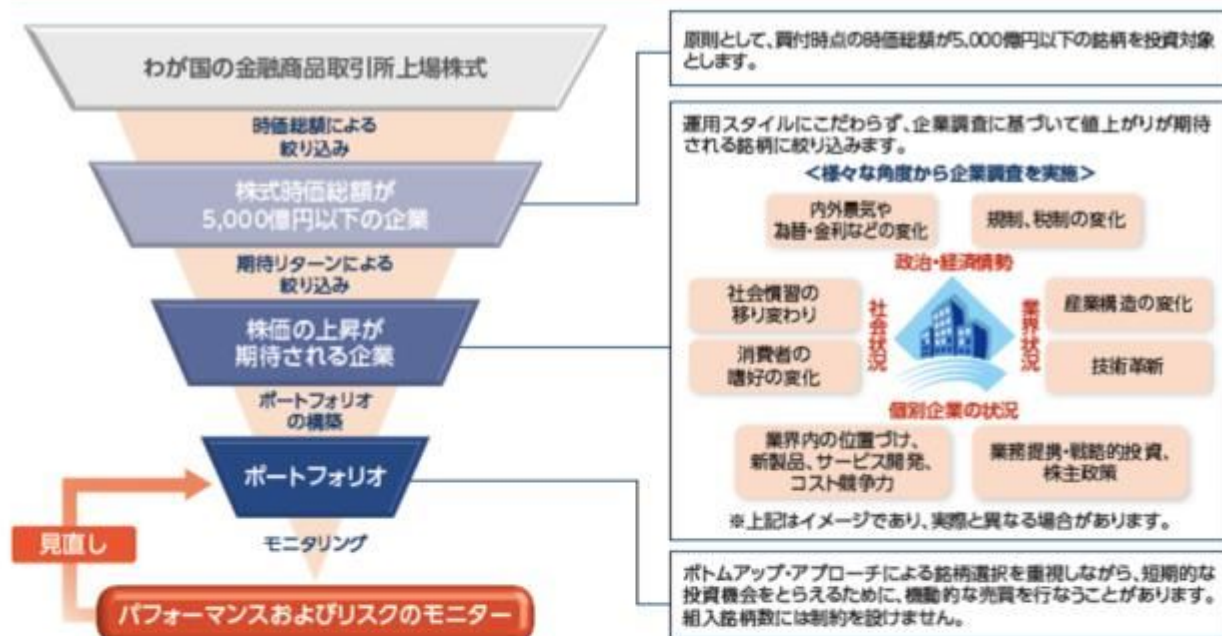 わが国の金融商品取引所上場株式
時価総額による
絞り込み
株式時価総額が
5,000億円以下の企業
期待リターンによる
絞り込み
株価の上昇が
期待される企業
ポートフォリオ
の構築
ポートフォリオ
見直し
モニタリング
パフォーマンスおよびリスクのモニター
原則として、買付時点の時価総額が5,000億円以下の銘柄を投資対象
とします。
運用スタイルにこだわらず、企業調査に基づいて値上がりが期待
される銘柄に絞り込みます。
<様々な角度から企業調査を実施>
内外景気や
為替・金利などの変化
規制、税制の変化
政治・経済情勢
社会慣習の
移り変わり
消費者の
嗜好の変化
社会状況
業界状況
産業構造の変化
技術革新
個別企業の状況
業界内の位置づけ、
新製品、サービス開発、
コスト競争力
業務提携・戦略的投資、
株主政策
※上記はイメージであり、実際と異なる場合があります。
ボトムアップ・アプローチによる銘柄選択を重視しながら、短期的な
投資機会をとらえるために、機動的な売買を行なうことがあります。
組入銘柄数には制約を設けません。